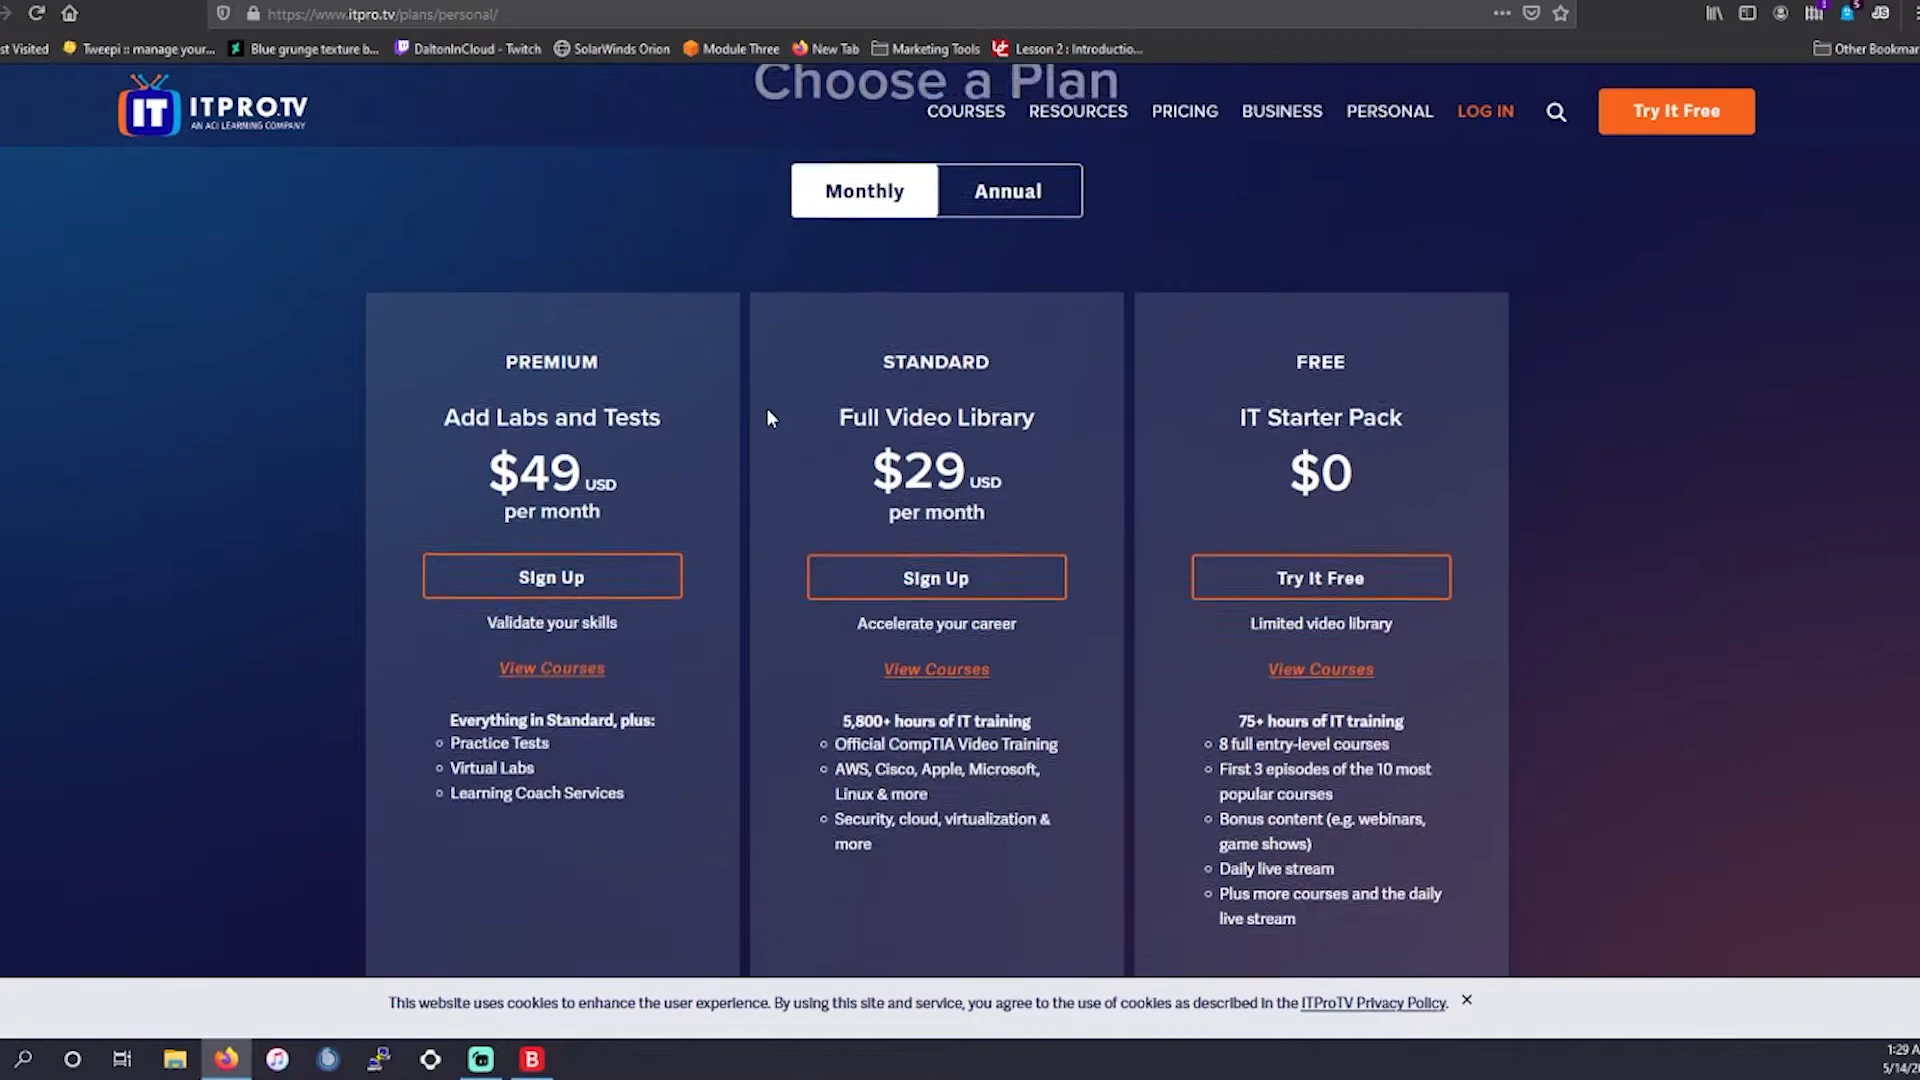 https://www.itpro.tv/plans/personal/
st Visited
Tweepi :: manage your...
Blue grunge texture b...
DaltonInCloud - Twitch
SolarWinds Orion
Module Three
New Tab
Marketing Tools
Lesson 2 : Introductio...
Other Bookmar
Choose a Plan
IT ITPRO.TV
AN ACI LEARNING COMPANY
COURSES
RESOURCES
PRICING
BUSINESS
PERSONAL
LOG IN
Try It Free
Monthly
Annual
PREMIUM
Add Labs and Tests
$49 USD
per month
Sign Up
Validate your skills
View Courses
Everything in Standard, plus:
Practice Tests
Virtual Labs
Learning Coach Services
STANDARD
Full Video Library
$29 USD
per month
Sign Up
Accelerate your career
View Courses
5,800+ hours of IT training
Official CompTIA Video Training
AWS, Cisco, Apple, Microsoft,
Linux & more
Security, cloud, virtualization &
more
FREE
IT Starter Pack
$0
Try It Free
Limited video library
View Courses
75+ hours of IT training
8 full entry-level courses
First 3 episodes of the 10 most
popular courses
Bonus content (e.g. webinars,
game shows)
Daily live stream
Plus more courses and the daily
live stream
This website uses cookies to enhance the user experience. By using this site and service, you agree to the use of cookies as described in the ITProTV Privacy Policy.
B
1:29 A
5/14/2